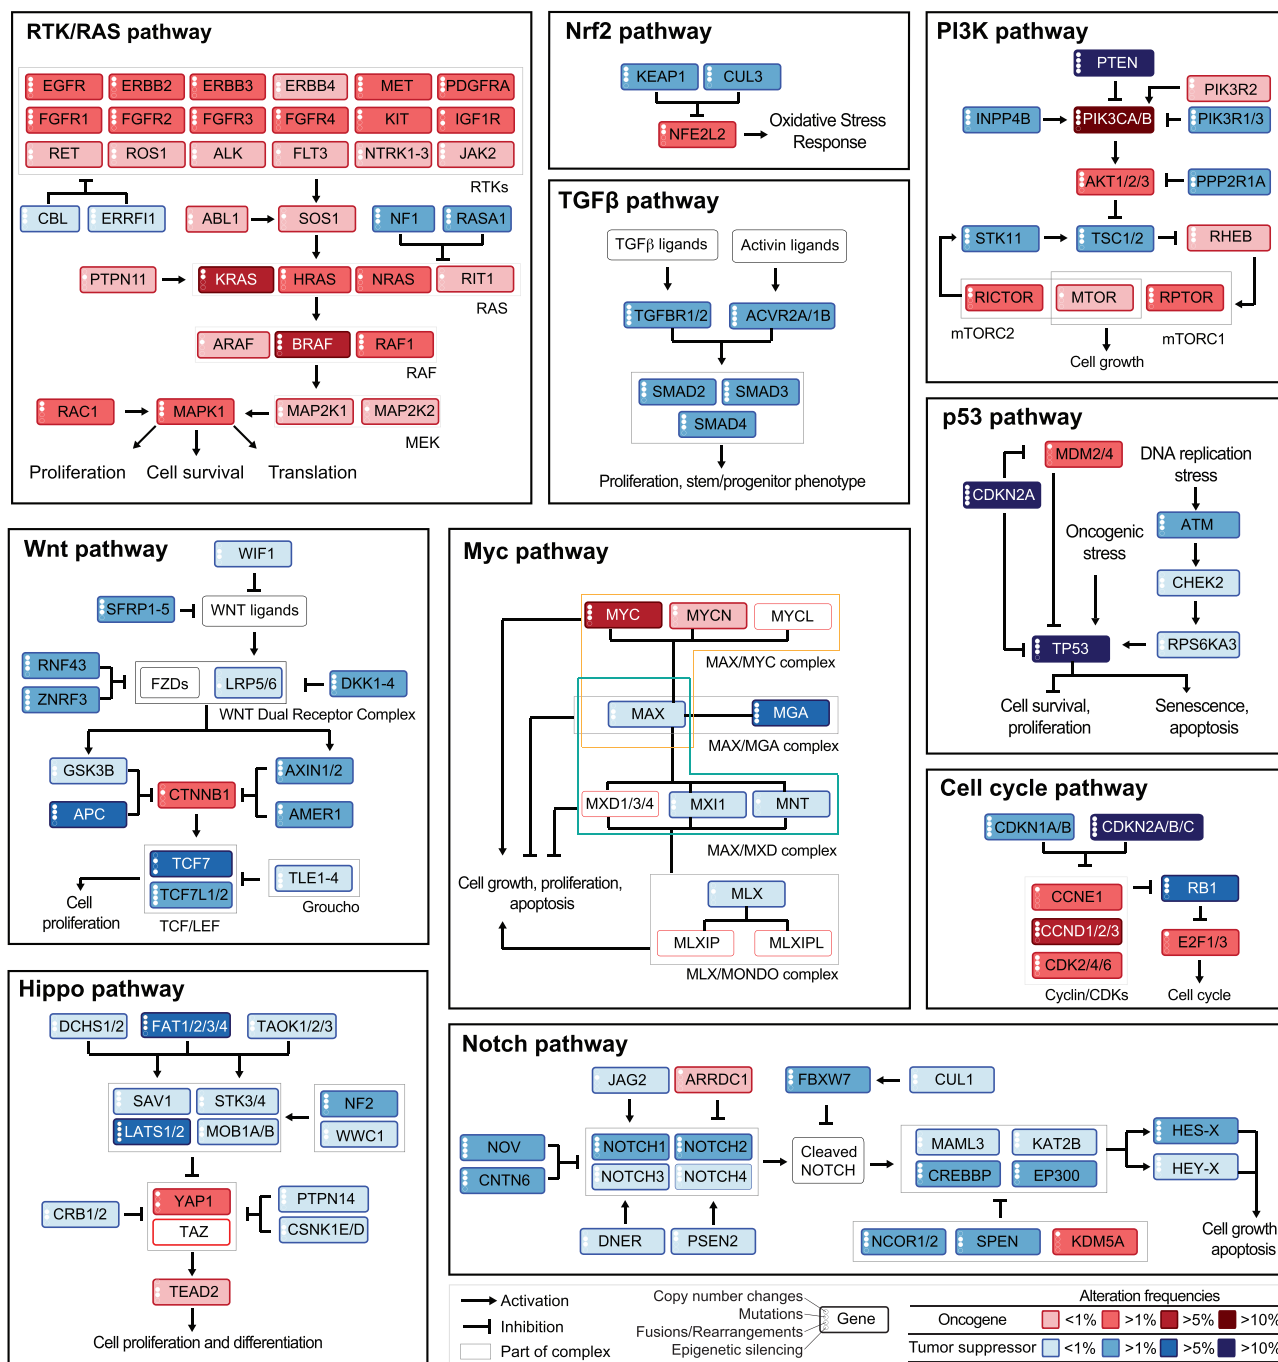 RTK/RAS pathway
EGFR ERBB2 ERBB3 ERBB4 MET PDGFRA
FGFR1 FGFR2 FGFR3 FGFR4 KIT IGF1R
RET ROS1 ALK FLT3 NTRK1-3 JAK2
RTKs
CBL ERRFI1 ABL1 SOS1 NF1 RASA1
PTPN11 KRAS HRAS NRAS RIT1
RAS
ARAF BRAF RAF1
RAF
RAC1 MAPK1 MAP2K1 MAP2K2
MEK
Proliferation Cell survival Translation
Nrf2 pathway
KEAP1 CUL3
NFE2L2
Oxidative Stress
Response
TGFβ pathway
TGFβ ligands Activin ligands
TGFBR1/2 ACVR2A/1B
SMAD2 SMAD3
SMAD4
Proliferation, stem/progenitor phenotype
PI3K pathway
PTEN
PIK3R2
INPP4B PIK3CA/B PIK3R1/3
AKT1/2/3 PPP2R1A
STK11 TSC1/2 RHEB
RICTOR MTOR RPTOR
mTORC2 mTORC1
Cell growth
p53 pathway
MDM2/4 DNA replication
stress
CDKN2A
ATM
Oncogenic
stress
CHEK2
TP53 RPS6KA3
Cell survival,
proliferation
Senescence,
apoptosis
Wnt pathway
WIF1
SFRP1-5 WNT ligands
RNF43
ZNRF3
FZDs LRP5/6 DKK1-4
WNT Dual Receptor Complex
GSK3B AXIN1/2
CTNNB1
APC AMER1
TCF7
TCF7L1/2
TLE1-4
Groucho
Cell
proliferation
TCF/LEF
Myc pathway
MYC MYCN MYCL
MAX/MYC complex
MAX MGA
MAX/MGA complex
MXD1/3/4 MXI1 MNT
MAX/MXD complex
Cell growth, proliferation,
apoptosis
MLX
MLXIP MLXIPL
MLX/MONDO complex
Cell cycle pathway
CDKN1A/B CDKN2A/B/C
CCNE1 RB1
CCND1/2/3 E2F1/3
CDK2/4/6
Cyclin/CDKs Cell cycle
Hippo pathway
DCHS1/2 FAT1/2/3/4 TAOK1/2/3
SAV1 STK3/4
LATS1/2 MOB1A/B
NF2
WWC1
YAP1
TAZ
CRB1/2
PTPN14
CSNK1E/D
TEAD2
Cell proliferation and differentiation
Notch pathway
JAG2 ARRDC1 FBXW7 CUL1
NOV
CNTN6
NOTCH1 NOTCH2
NOTCH3 NOTCH4
Cleaved
NOTCH
MAML3 KAT2B
CREBBP EP300
HES-X
HEY-X
DNER PSEN2
NCOR1/2 SPEN KDM5A
Cell growth
apoptosis
Activation
Inhibition
Part of complex
Copy number changes
Mutations
Fusions/Rearrangements
Epigenetic silencing
Gene
Alteration frequencies
Oncogene <1% >1% >5% >10%
Tumor suppressor <1% >1% >5% >10%